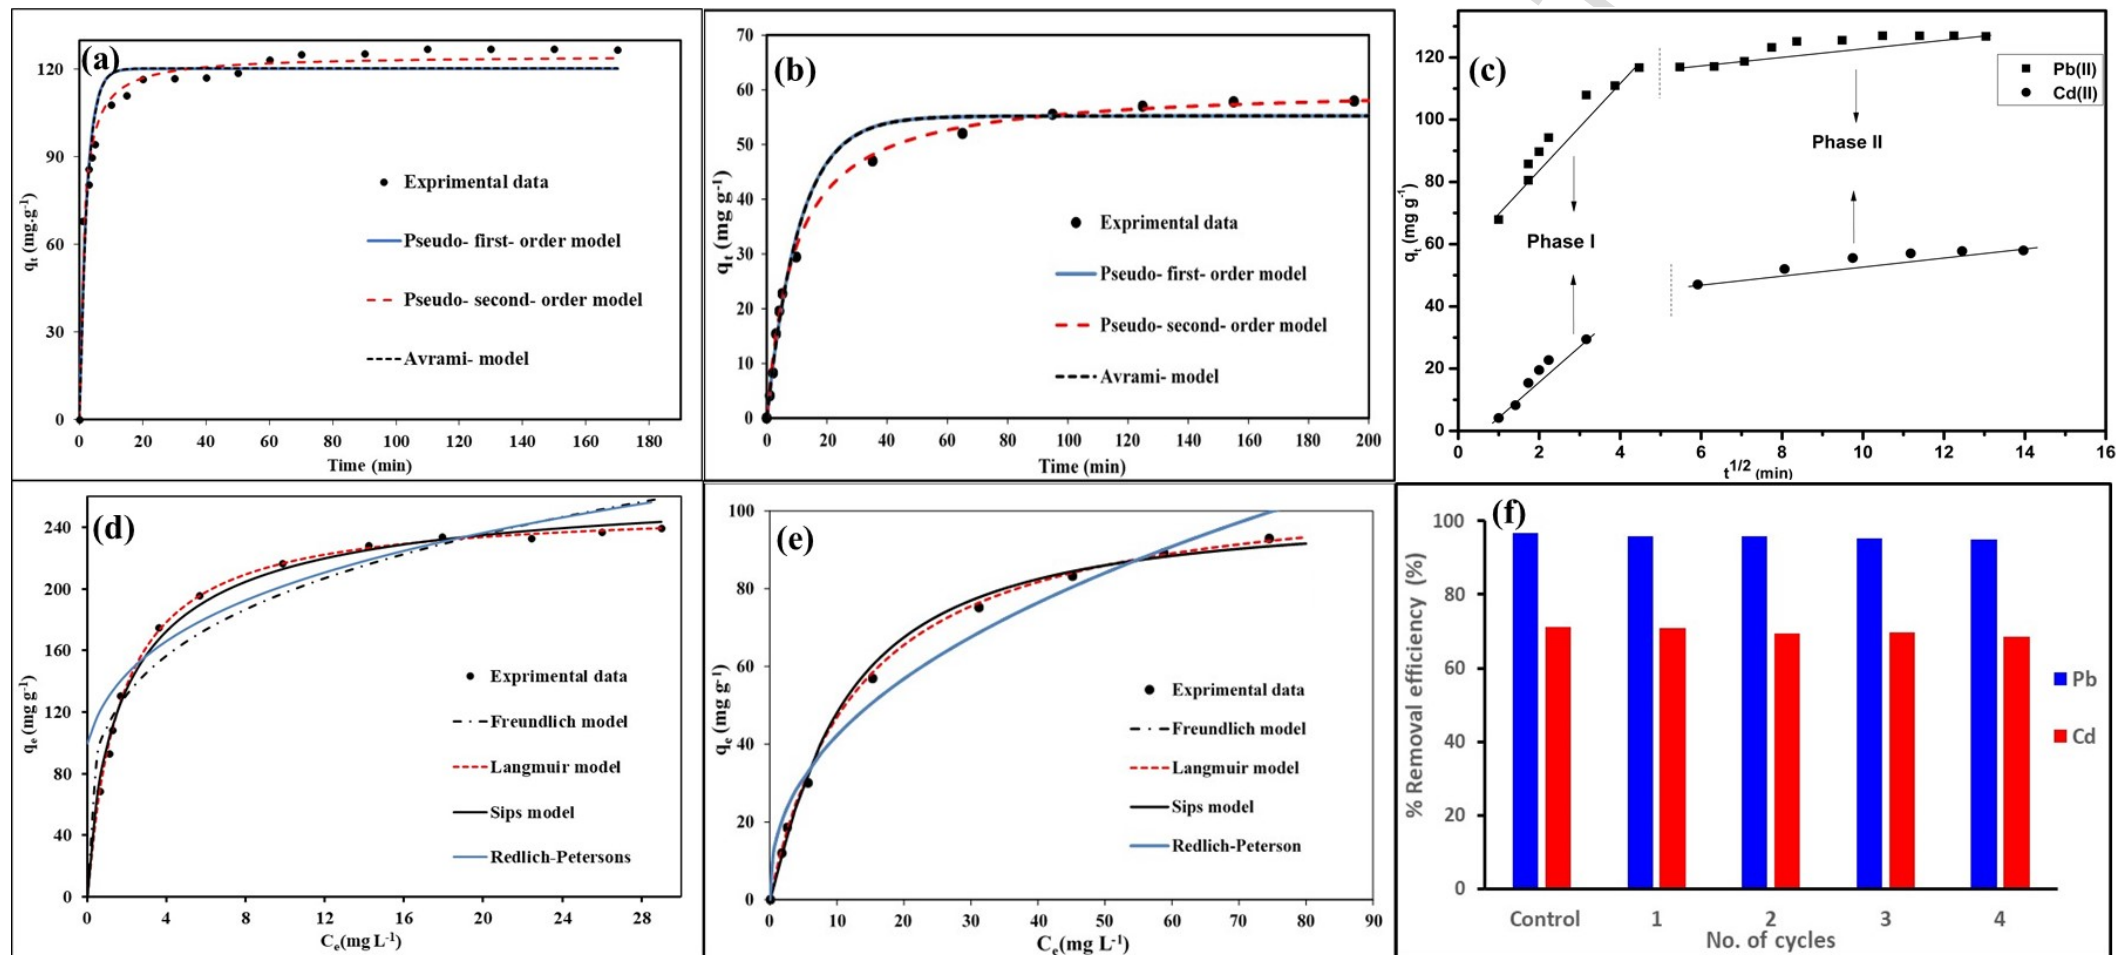 (a)
120
90
60
30
0
qt (mg.g-1)
Exprimental data
Pseudo- first- order model
Pseudo- second- order model
Avrami- model
0 20 40 60 80 100 120 140 160 180
Time (min)
(b)
70
60
50
40
30
20
10
0
qt (mg g-1)
Exprimental data
Pseudo- first- order model
Pseudo- second- order model
Avrami- model
0 20 40 60 80 100 120 140 160 180 200
Time (min)
(c)
120
100
80
60
40
20
0
qt (mg g-1)
Pb(II)
Cd(II)
Phase II
Phase I
0 2 4 6 8 10 12 14 16
t1/2 (min)
(d)
240
200
160
120
80
40
0
qe (mg g-1)
Exprimental data
Freundlich model
Langmuir model
Sips model
Redlich-Petersons
0 4 8 12 16 20 24 28
Ce(mg L-1)
(e)
100
80
60
40
20
0
qe (mg g-1)
Exprimental data
Freundlich model
Langmuir model
Sips model
Redlich-Peterson
0 10 20 30 40 50 60 70 80 90
Ce(mg L-1)
(f)
100
80
60
40
20
0
% Removal efficiency (%)
Pb
Cd
Control 1 2 3 4
No. of cycles